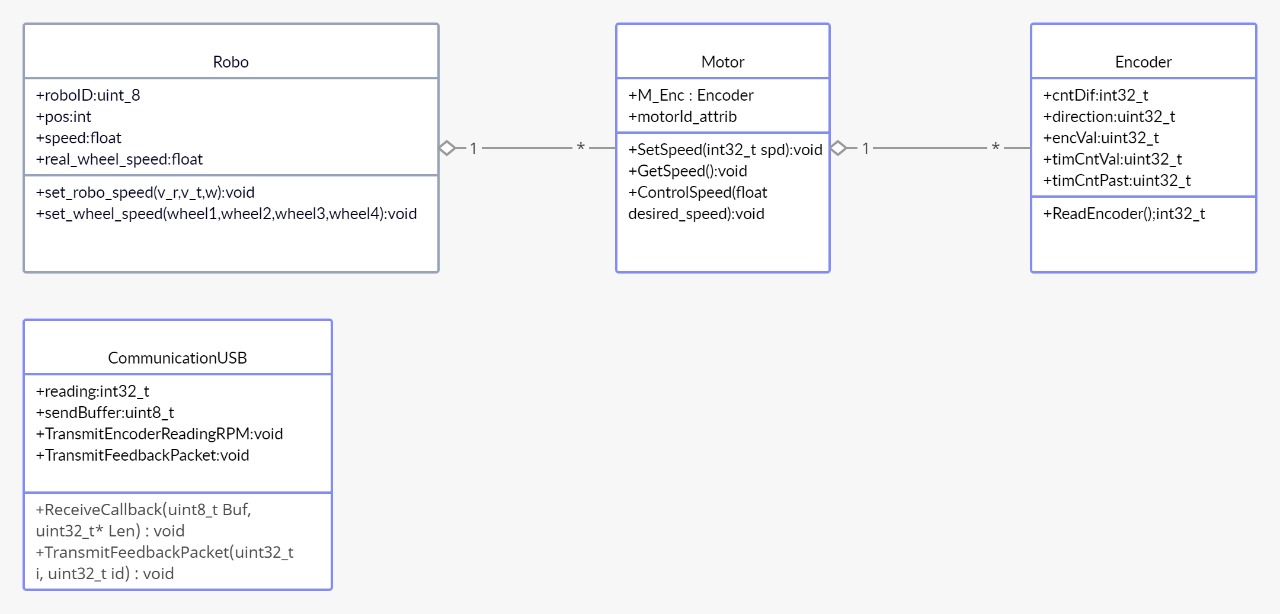 Robo
+roboID:uint_8
+pos:int
+speed:float
+real_wheel_speed:float
+set_robo_speed(v_r,v_t,w):void
+set_wheel_speed(wheel1,wheel2,wheel3,wheel4):void
1
*
Motor
+M_Enc : Encoder
+motorId_attrib
+SetSpeed(int32_t spd):void
+GetSpeed():void
+ControlSpeed(float
desired_speed):void
1
*
Encoder
+cntDif:int32_t
+direction:uint32_t
+encVal:uint32_t
+timCntVal:uint32_t
+timCntPast:uint32_t
+ReadEncoder();int32_t
CommunicationUSB
+reading:int32_t
+sendBuffer:uint8_t
+TransmitEncoderReadingRPM:void
+TransmitFeedbackPacket:void
+ReceiveCallback(uint8_t Buf,
uint32_t* Len) : void
+TransmitFeedbackPacket(uint32_t
i, uint32_t id) : void